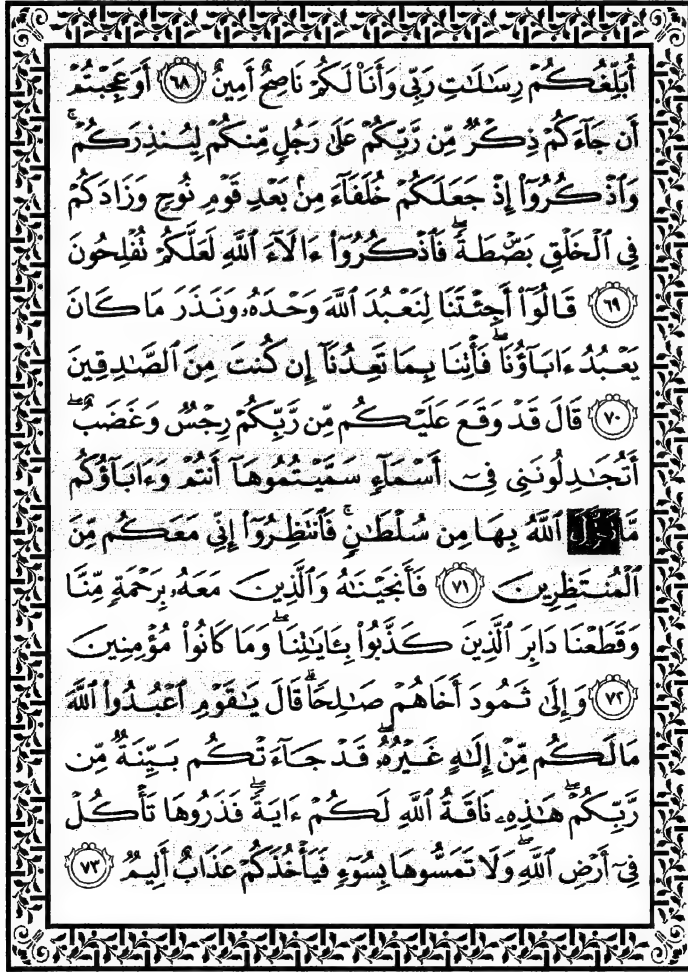 أُبَلِّغُكُمْ رِسَٰلَٰتِ رَبِّى وَأَنَا۠ لَكُمْ نَاصِحٌ أَمِينٌ ٦٨ أَوَعَجِبْتُمْ
أَن جَآءَكُمْ ذِكْرٌ مِّن رَّبِّكُمْ عَلَىٰ رَجُلٍ مِّنكُمْ لِيُنذِرَكُمْ ۚ
وَٱذْكُرُوٓا۟ إِذْ جَعَلَكُمْ خُلَفَآءَ مِنۢ بَعْدِ قَوْمِ نُوحٍ وَزَادَكُمْ
فِى ٱلْخَلْقِ بَصْۜطَةً ۖ فَٱذْكُرُوٓا۟ ءَالَآءَ ٱللَّهِ لَعَلَّكُمْ تُفْلِحُونَ
٦٩ قَالُوٓا۟ أَجِئْتَنَا لِنَعْبُدَ ٱللَّهَ وَحْدَهُۥ وَنَذَرَ مَا كَانَ
يَعْبُدُ ءَابَآؤُنَا ۖ فَأْتِنَا بِمَا تَعِدُنَآ إِن كُنتَ مِنَ ٱلصَّٰدِقِينَ
٧٠ قَالَ قَدْ وَقَعَ عَلَيْكُم مِّن رَّبِّكُمْ رِجْسٌ وَغَضَبٌ ۖ
أَتُجَٰدِلُونَنِى فِىٓ أَسْمَآءٍ سَمَّيْتُمُوهَآ أَنتُمْ وَءَابَآؤُكُم
مَّا نَزَّلَ ٱللَّهُ بِهَا مِن سُلْطَٰنٍ ۚ فَٱنتَظِرُوٓا۟ إِنِّى مَعَكُم مِّنَ
ٱلْمُنتَظِرِينَ ٧١ فَأَنجَيْنَٰهُ وَٱلَّذِينَ مَعَهُۥ بِرَحْمَةٍ مِّنَّا
وَقَطَعْنَا دَابِرَ ٱلَّذِينَ كَذَّبُوا۟ بِـَٔايَٰتِنَا ۖ وَمَا كَانُوا۟ مُؤْمِنِينَ
٧٢ وَإِلَىٰ ثَمُودَ أَخَاهُمْ صَٰلِحًا ۗ قَالَ يَٰقَوْمِ ٱعْبُدُوا۟ ٱللَّهَ
مَا لَكُم مِّنْ إِلَٰهٍ غَيْرُهُۥ ۖ قَدْ جَآءَتْكُم بَيِّنَةٌ مِّن
رَّبِّكُمْ ۖ هَٰذِهِۦ نَاقَةُ ٱللَّهِ لَكُمْ ءَايَةً ۖ فَذَرُوهَا تَأْكُلْ
فِىٓ أَرْضِ ٱللَّهِ ۖ وَلَا تَمَسُّوهَا بِسُوٓءٍ فَيَأْخُذَكُمْ عَذَابٌ أَلِيمٌ ٧٣